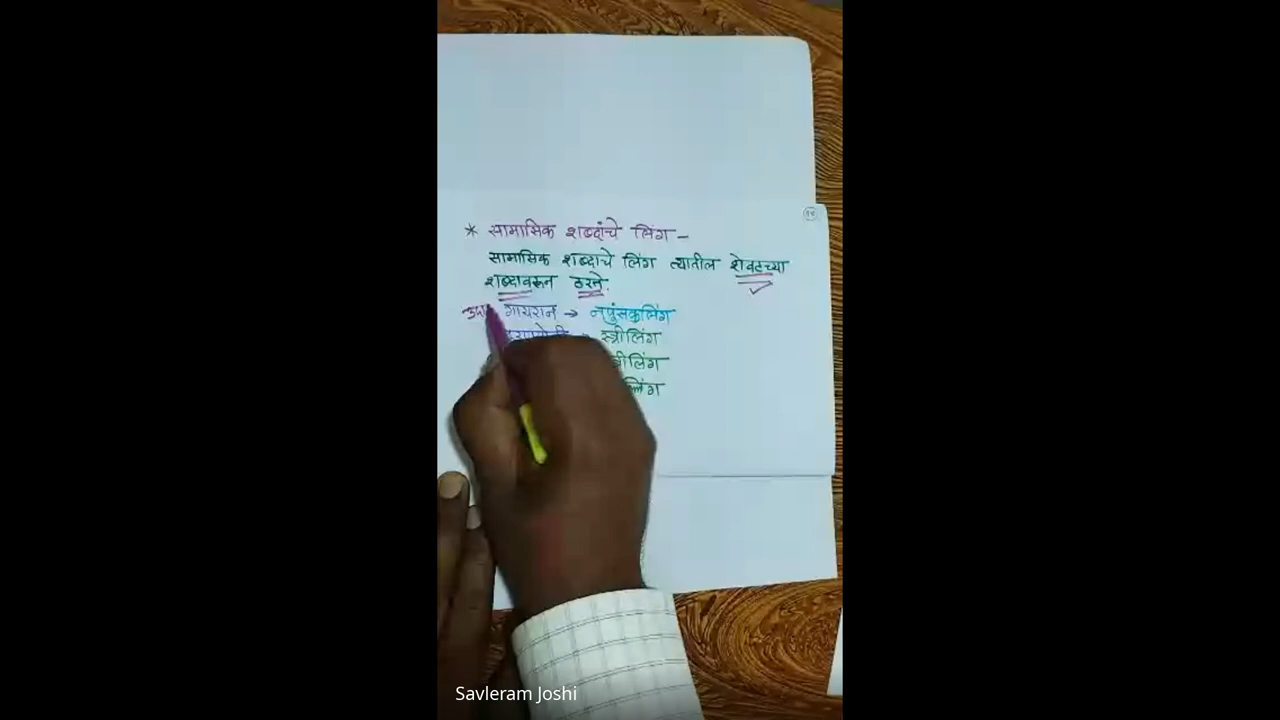 * सामासिक शब्दांचे लिंग -
सामासिक शब्दाचे लिंग त्यातील शेवटच्या
शब्दावरून ठरते.
गायरान → नपुंसकलिंग
स्त्रीलिंग
Savleram Joshi